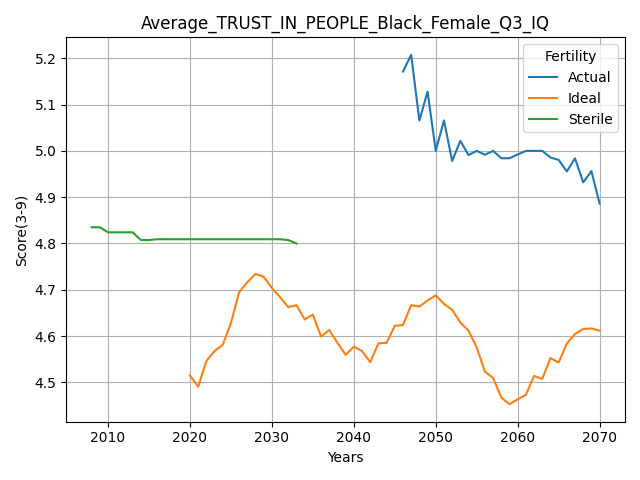 Average_TRUST_IN_PEOPLE_Black_Female_Q3_IQ
Fertility
Actual
Ideal
Sterile
Score(3-9)
5.2
5.1
5.0
4.9
4.8
4.7
4.6
4.5
2010 2020 2030 2040 2050 2060 2070
Years